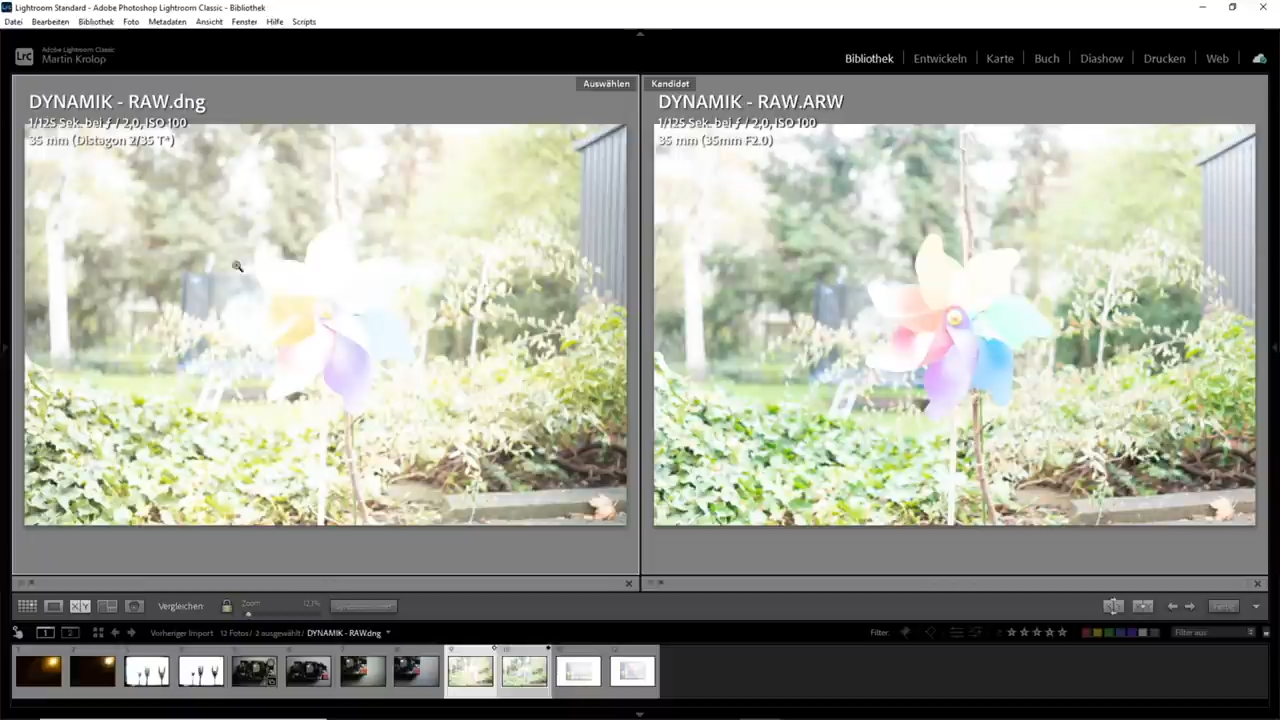 Lightroom Standard - Adobe Photoshop Lightroom Classic - Bibliothek
Datei Bearbeiten Bibliothek Foto Metadaten Ansicht Fenster Hilfe Scripts
Lrc
Adobe Lightroom Classic
Martin Krolop
Bibliothek Entwickeln Karte Buch Diashow Drucken Web
Auswählen
DYNAMIK - RAW.dng
1/125 Sek. bei ƒ / 2,0, ISO 100
35 mm (Distagon 2/35 T*)
Kandidat
DYNAMIK - RAW.ARW
1/125 Sek. bei ƒ / 2,0, ISO 100
35 mm (35mm F2.0)
XY Vergleichen Zoom Fertig
1 2 Vorheriger Import 12 Fotos / 2 ausgewählt / DYNAMIK - RAW.dng
Filter: Filter aus